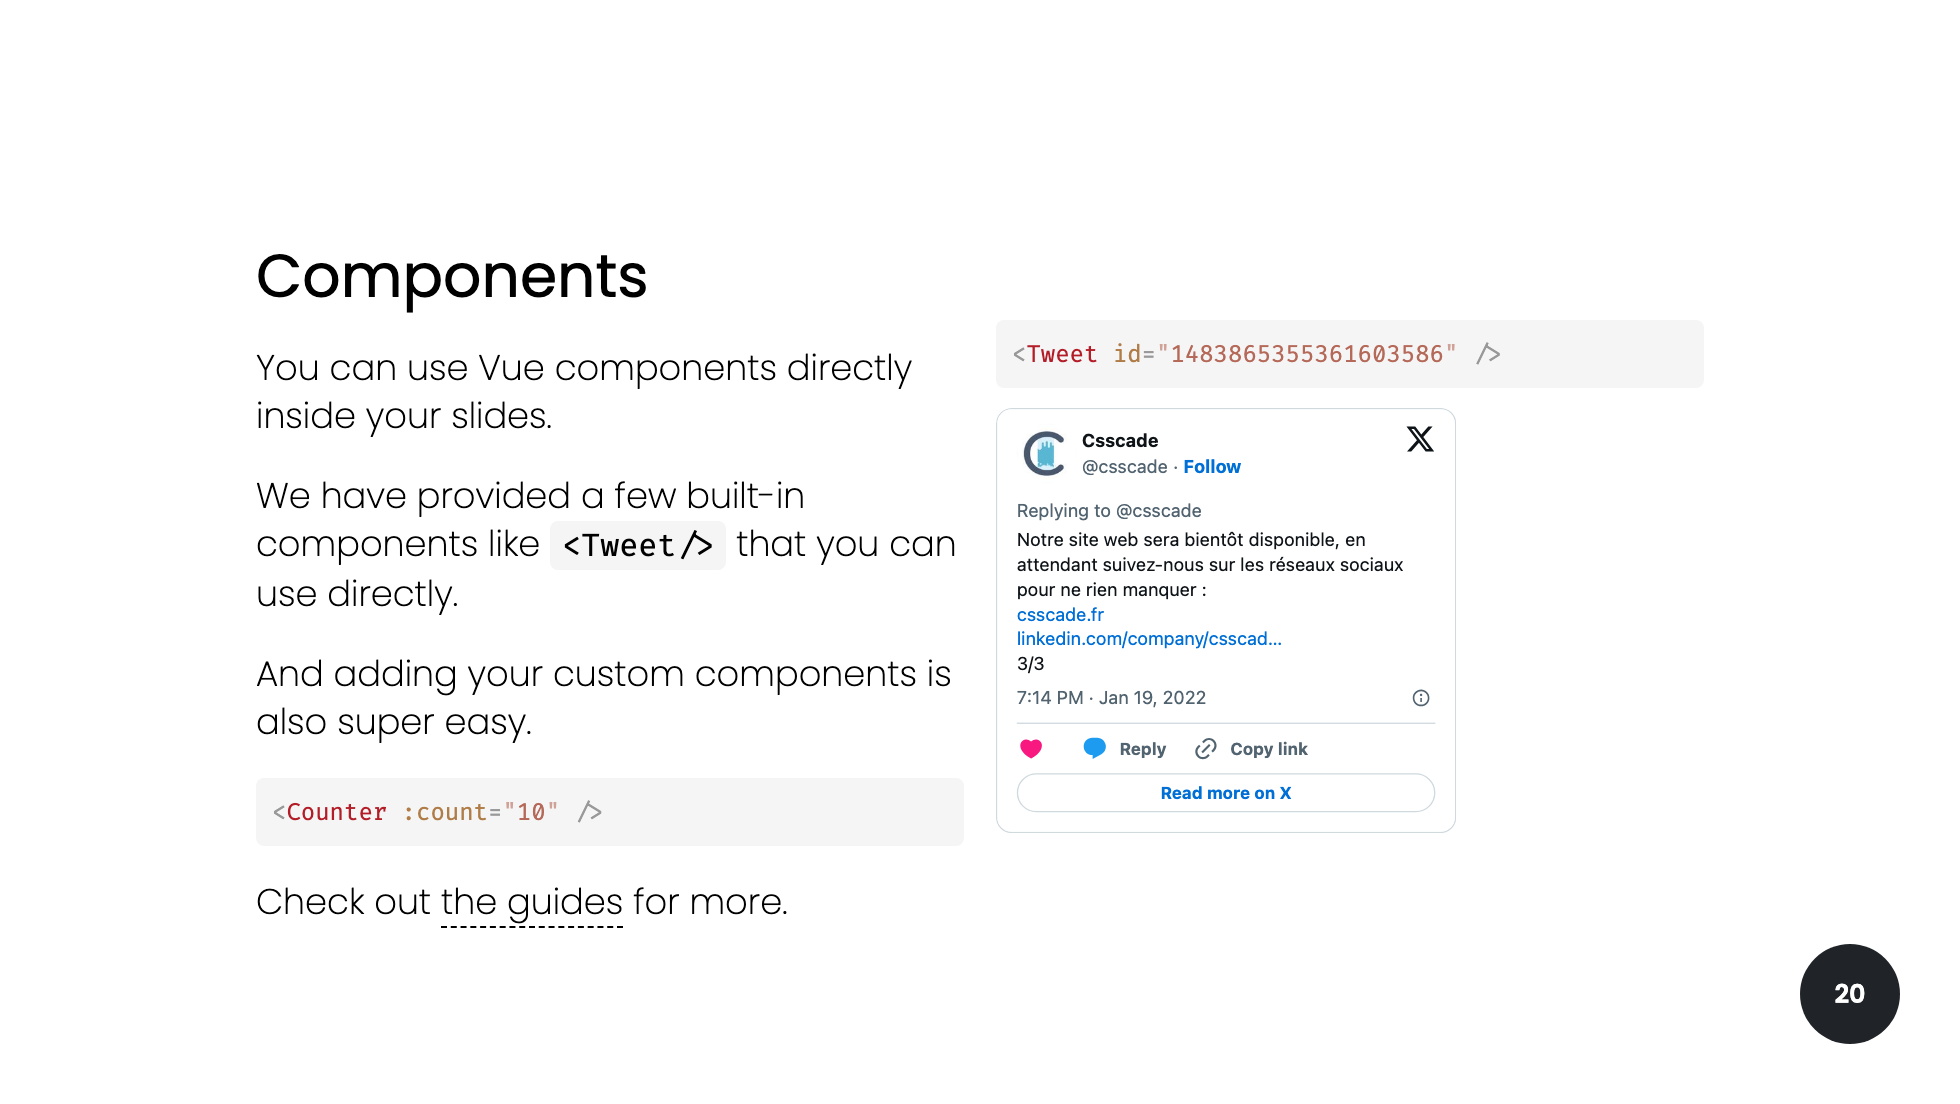 Components
You can use Vue components directly
inside your slides.
We have provided a few built-in
components like <Tweet/> that you can
use directly.
And adding your custom components is
also super easy.
<Counter :count="10" />
Check out the guides for more.
<Tweet id="1483865355361603586" />
Csscade
@csscade · Follow
Replying to @csscade
Notre site web sera bientôt disponible, en
attendant suivez-nous sur les réseaux sociaux
pour ne rien manquer :
csscade.fr
linkedin.com/company/csscad…
3/3
7:14 PM · Jan 19, 2022
Reply Copy link
Read more on X
20